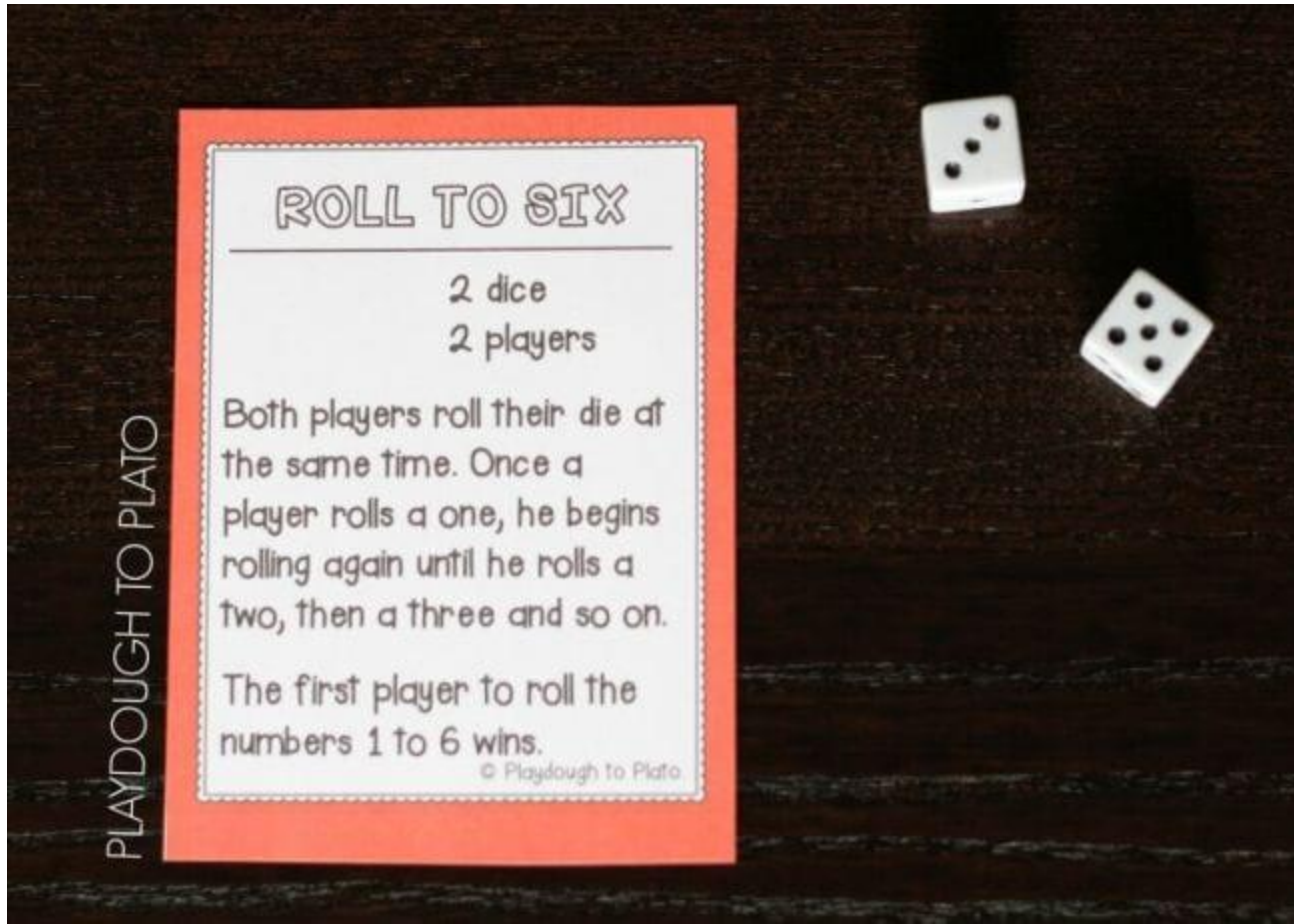 ROLL TO SIX
2 dice
2 players
Both players roll their die at
the same time. Once a
player rolls a one, he begins
rolling again until he rolls a
two, then a three and so on.
The first player to roll the
numbers 1 to 6 wins.
© Playdough to Plato
PLAYDOUGH TO PLATO